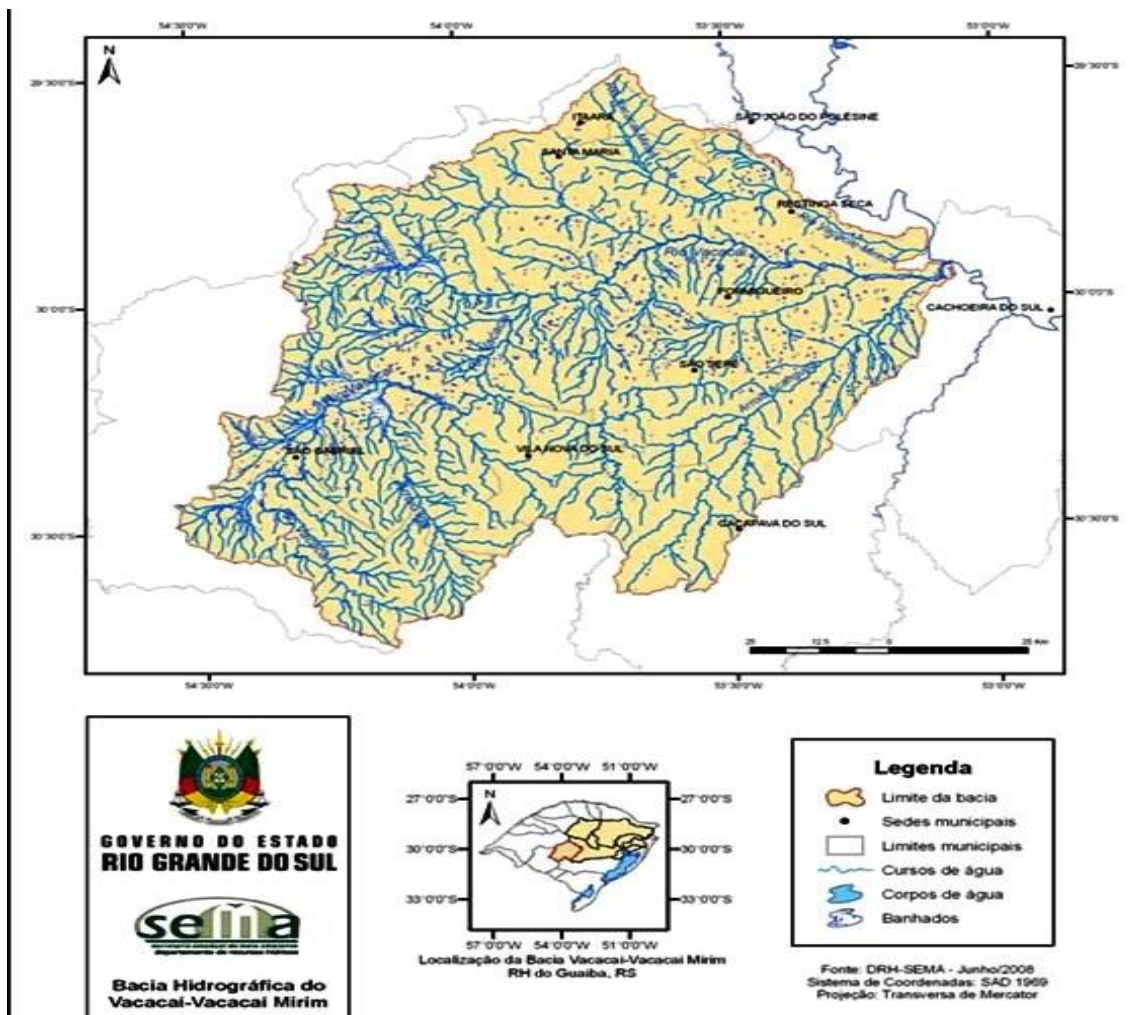 54°30'0"W 54°0'0"W 53°30'0"W 53°0'0"W
N
29°30'0"S
29°30'0"S
ITAARA
SÃO JOÃO DO POLÊSINE
SANTA MARIA
RESTINGA SECA
FORMIGUEIRO
30°0'0"S
30°0'0"S
CACHOEIRA DO SUL
SÃO SEPÉ
SÃO GABRIEL
VILA NOVA DO SUL
CAÇAPAVA DO SUL
30°30'0"S
30°30'0"S
25 12,5 0 25 Km
54°30'0"W 54°0'0"W 53°30'0"W 53°0'0"W
GOVERNO DO ESTADO
RIO GRANDE DO SUL
sema
Bacia Hidrográfica do
Vacacaí-Vacacaí Mirim
57°0'0"W 54°0'0"W 51°0'0"W
N
27°0'0"S
27°0'0"S
30°0'0"S
30°0'0"S
33°0'0"S
33°0'0"S
57°0'0"W 54°0'0"W 51°0'0"W
Localização da Bacia Vacacaí-Vacacaí Mirim
RH do Guaíba, RS
Legenda
Limite da bacia
Sedes municipais
Limites municipais
Cursos de água
Corpos de água
Banhados
Fonte: DRH-SEMA - Junho/2008
Sistema de Coordenadas: SAD 1969
Projeção: Transversa de Mercator